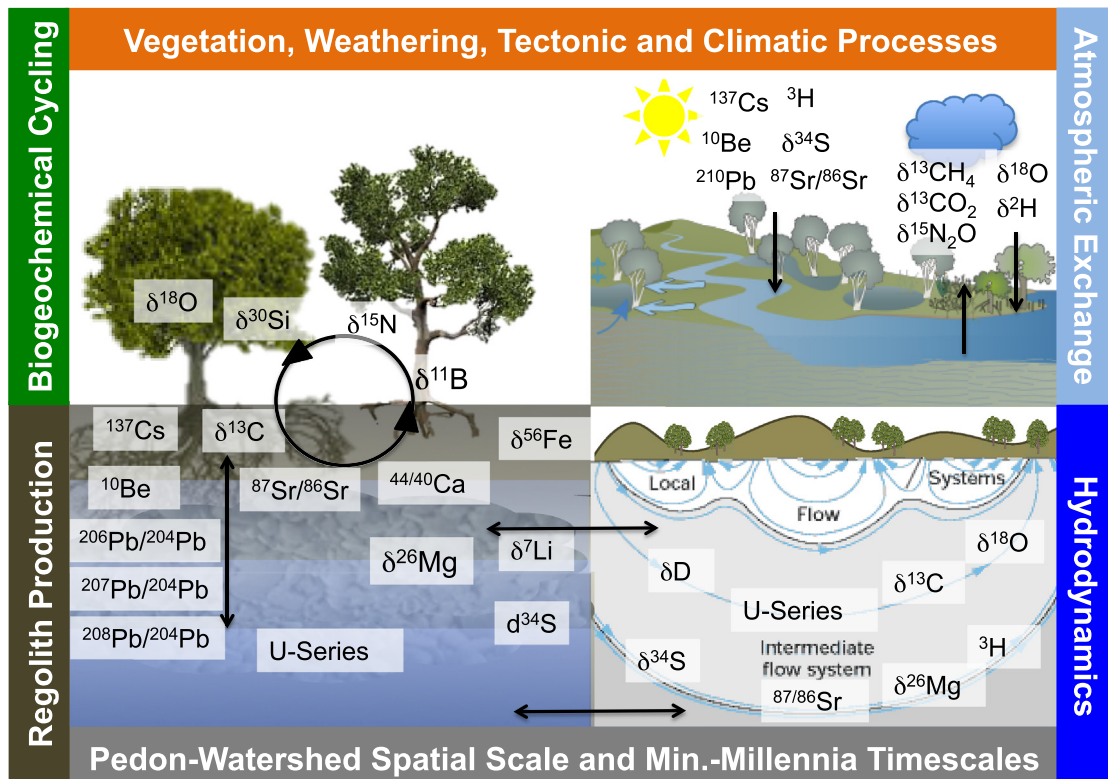 Vegetation, Weathering, Tectonic and Climatic Processes
Biogeochemical Cycling
Atmospheric Exchange
¹³⁷Cs ³H
¹⁰Be δ³⁴S
²¹⁰Pb ⁸⁷Sr/⁸⁶Sr
δ¹³CH₄ δ¹⁸O
δ¹³CO₂ δ²H
δ¹⁵N₂O
δ¹⁸O
δ³⁰Si
δ¹⁵N
δ¹¹B
Regolith Production
Hydrodynamics
¹³⁷Cs
δ¹³C
δ⁵⁶Fe
¹⁰Be
⁸⁷Sr/⁸⁶Sr
⁴⁴/⁴⁰Ca
²⁰⁶Pb/²⁰⁴Pb
δ²⁶Mg
δ⁷Li
²⁰⁷Pb/²⁰⁴Pb
d³⁴S
²⁰⁸Pb/²⁰⁴Pb
U-Series
Local
Flow
Systems
δ¹⁸O
δD
δ¹³C
U-Series
Intermediate
flow system
³H
δ³⁴S
δ²⁶Mg
⁸⁷/⁸⁶Sr
Pedon-Watershed Spatial Scale and Min.-Millennia Timescales